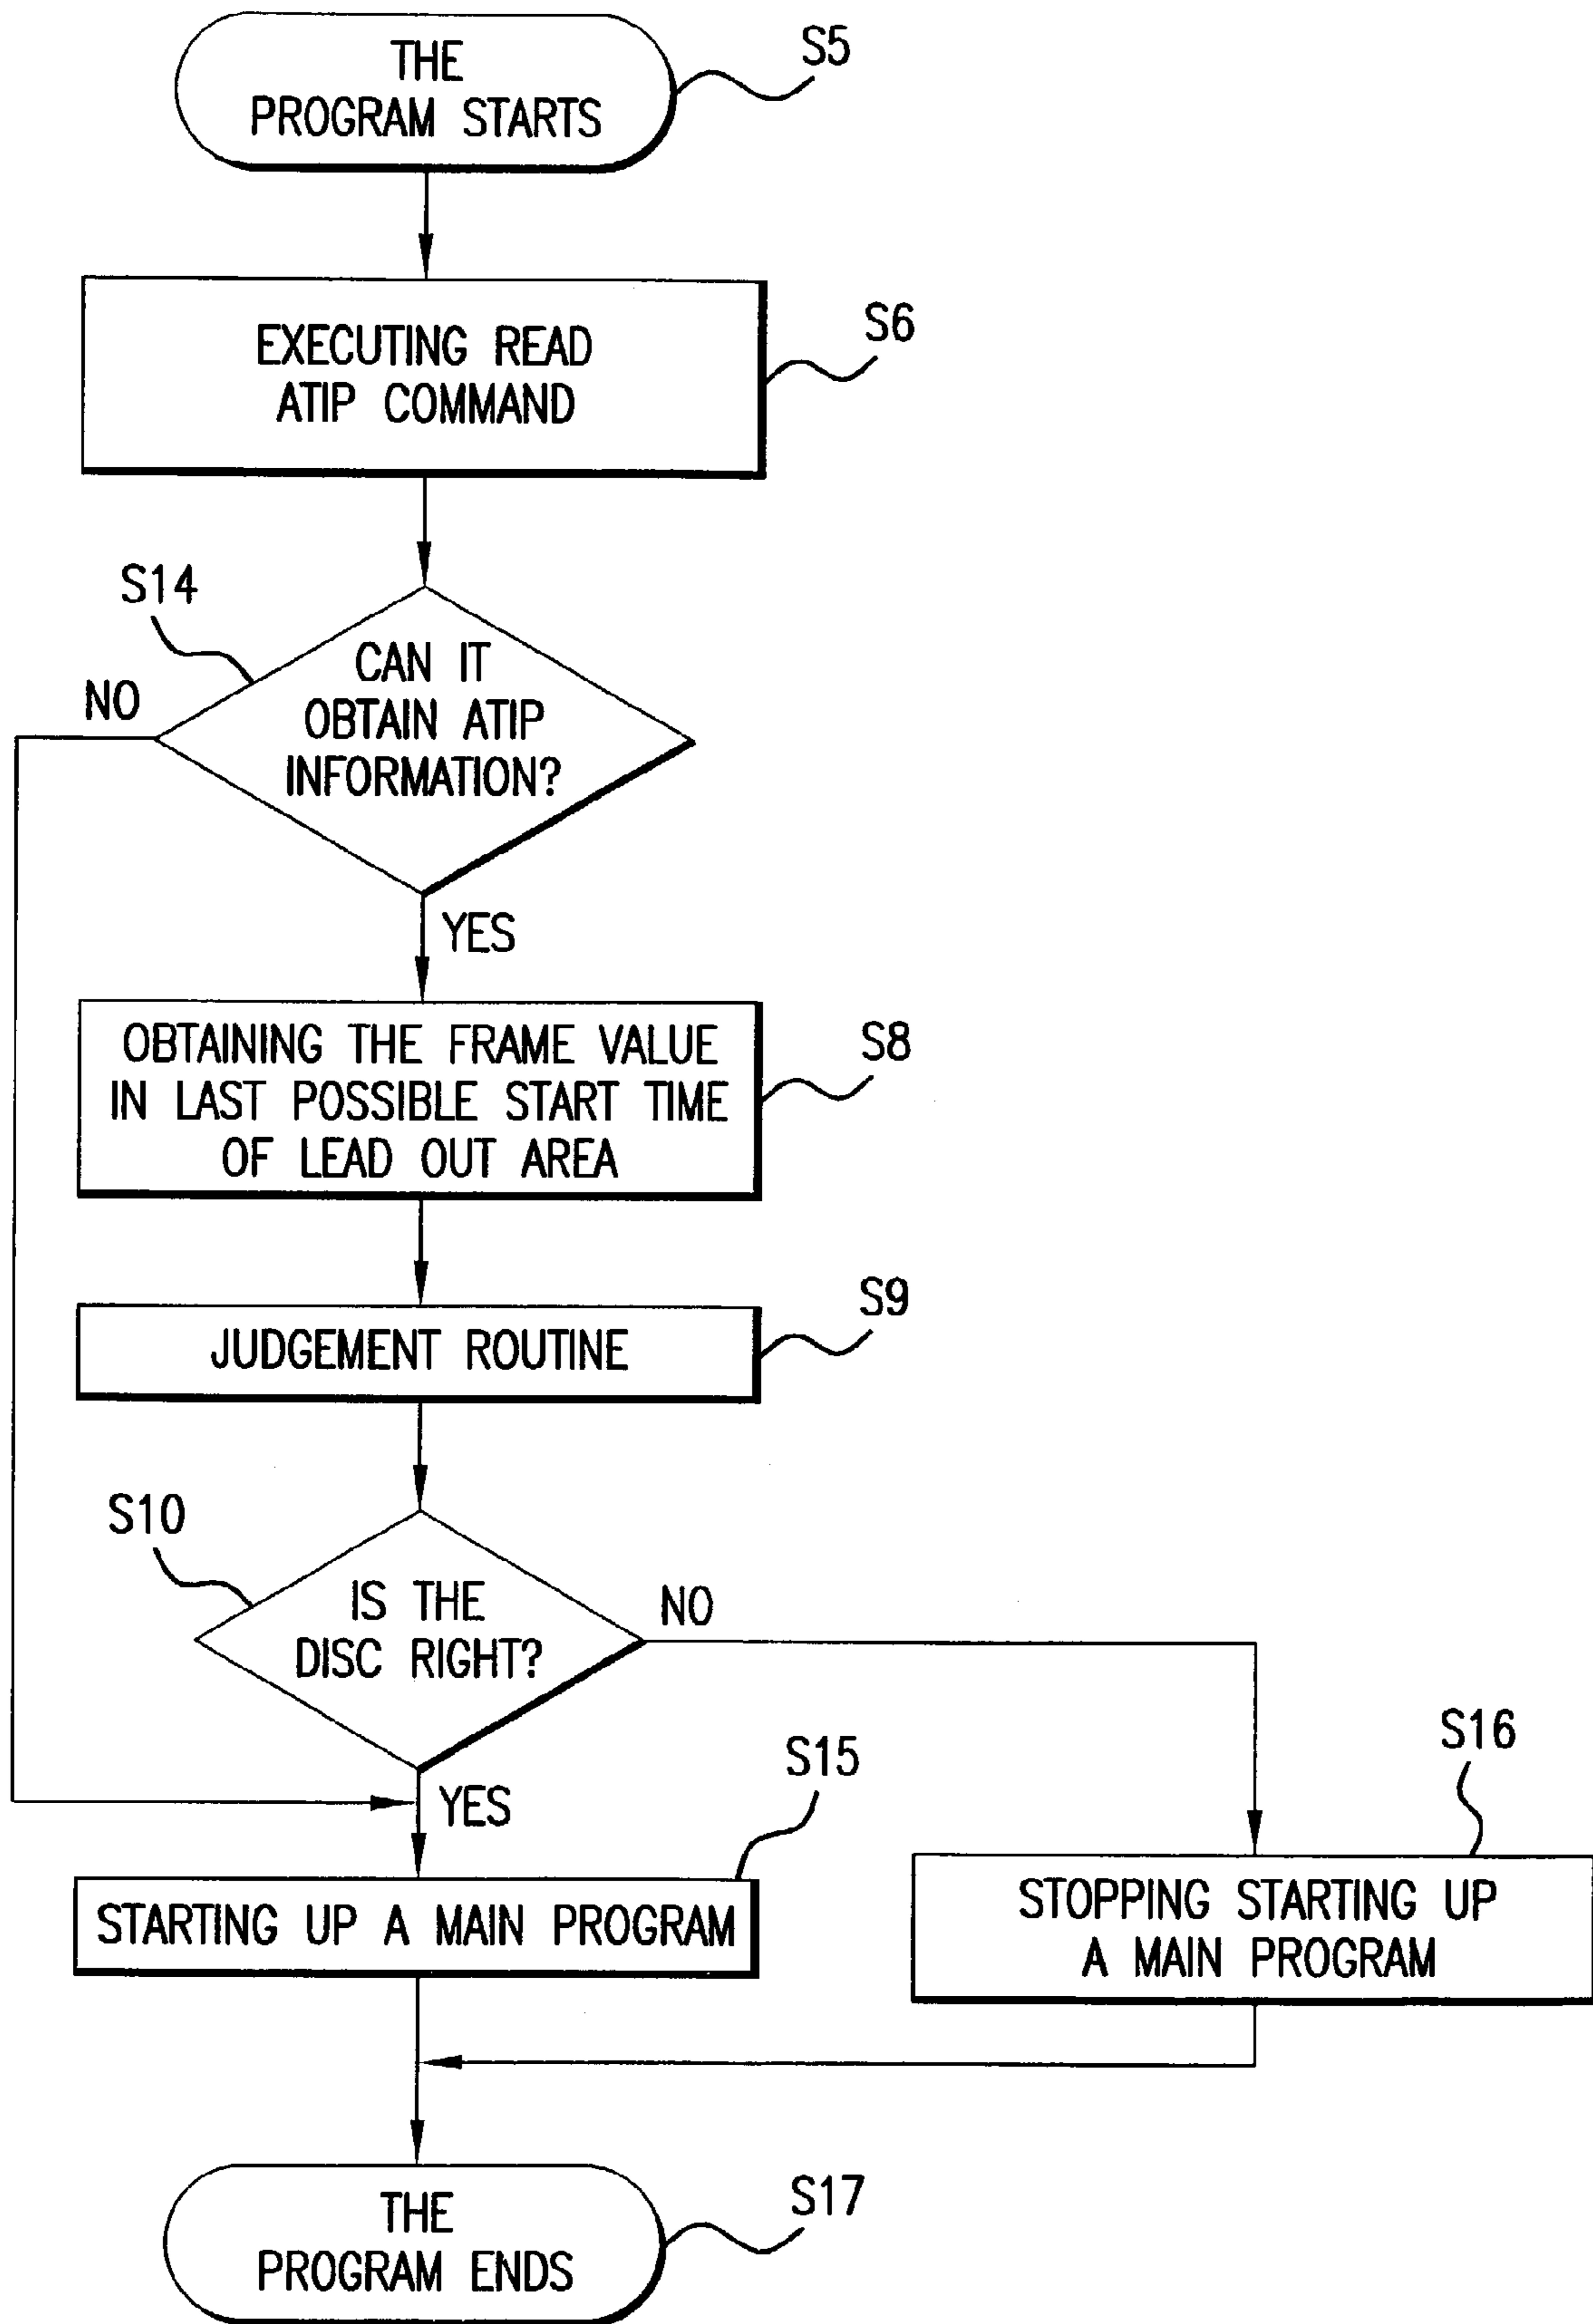 THE
PROGRAM STARTS
S5
EXECUTING READ
ATIP COMMAND
S6
S14
CAN IT
OBTAIN ATIP
INFORMATION?
NO
YES
OBTAINING THE FRAME VALUE
IN LAST POSSIBLE START TIME
OF LEAD OUT AREA
S8
JUDGEMENT ROUTINE
S9
S10
IS THE
DISC RIGHT?
NO
YES
S15
STARTING UP A MAIN PROGRAM
S16
STOPPING STARTING UP
A MAIN PROGRAM
THE
PROGRAM ENDS
S17